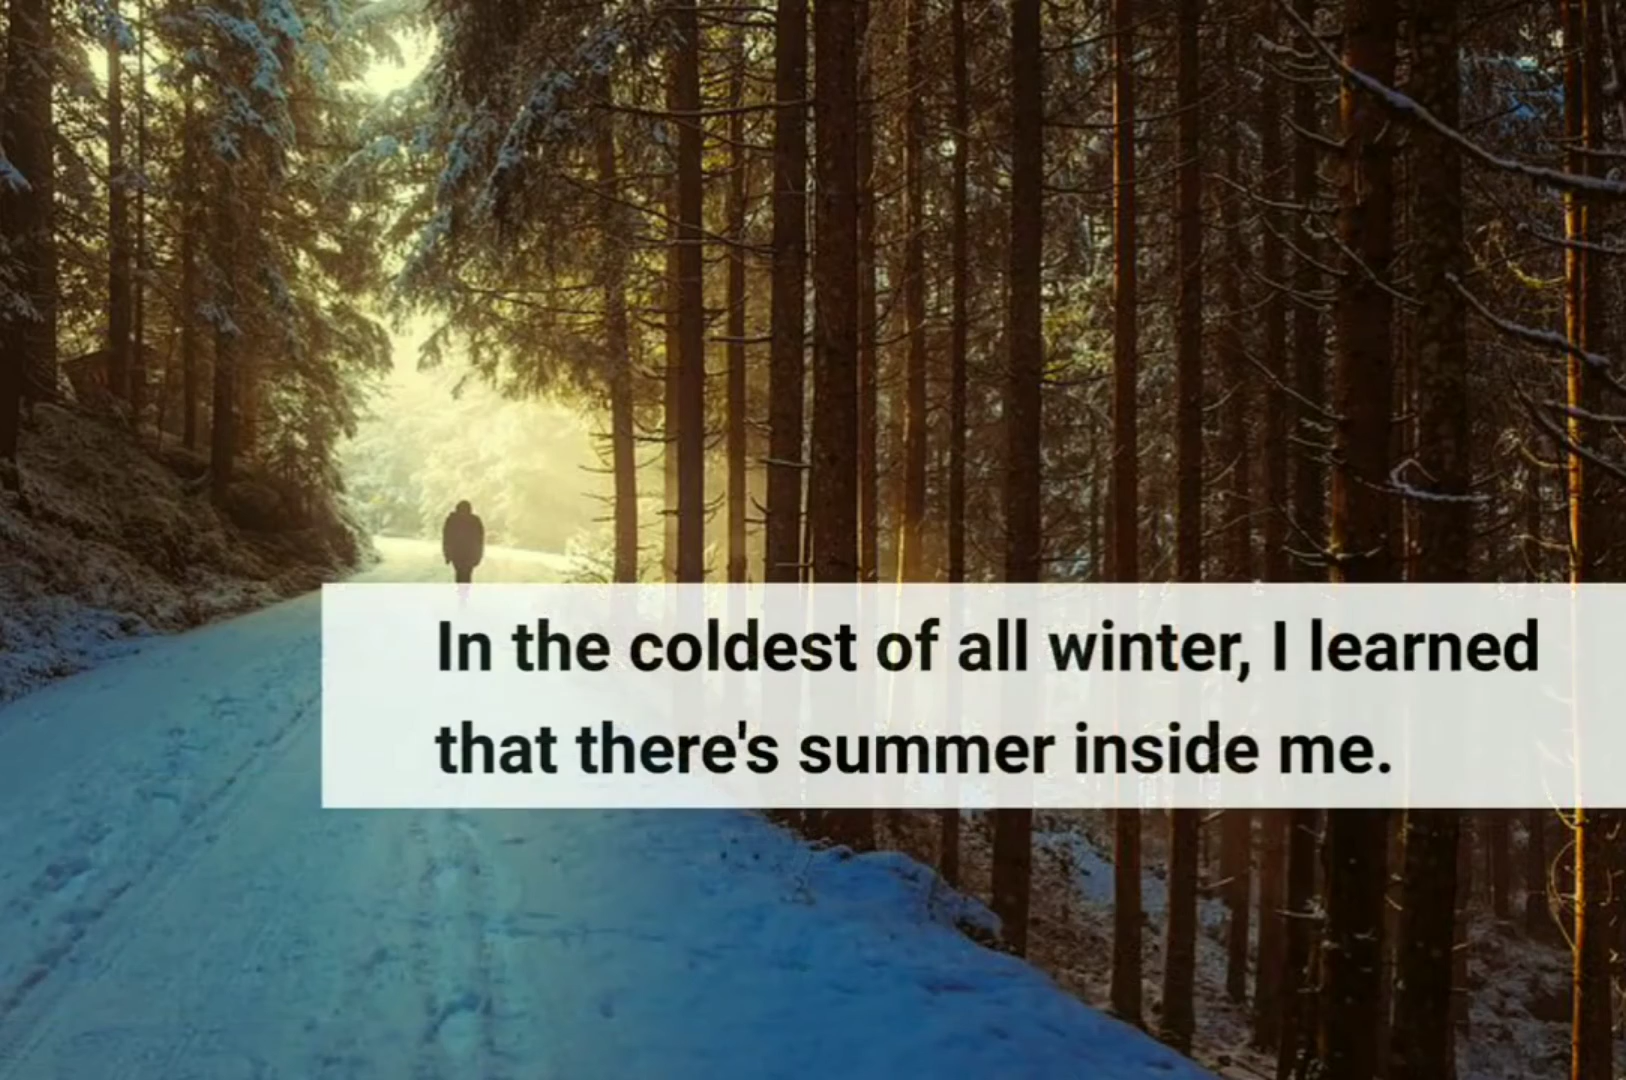 In the coldest of all winter, I learned
that there's summer inside me.